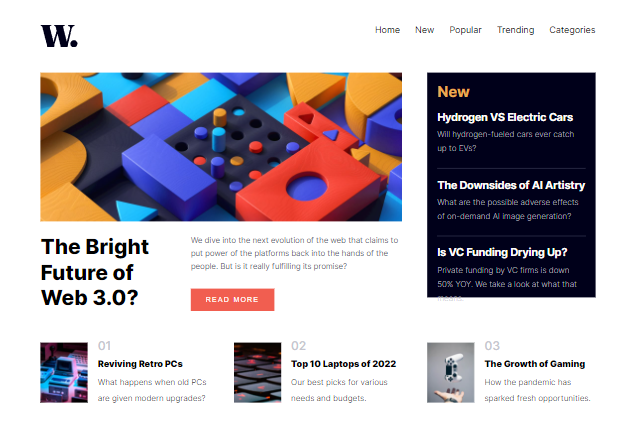 W.
Home New Popular Trending Categories
New
Hydrogen VS Electric Cars
Will hydrogen-fueled cars ever catch
up to EVs?
The Downsides of AI Artistry
What are the possible adverse effects
of on-demand AI image generation?
Is VC Funding Drying Up?
Private funding by VC firms is down
50% YOY. We take a look at what that
means.
The Bright
Future of
Web 3.0?
We dive into the next evolution of the web that claims to
put power of the platforms back into the hands of the
people. But is it really fulfilling its promise?
READ MORE
01
Reviving Retro PCs
What happens when old PCs
are given modern upgrades?
02
Top 10 Laptops of 2022
Our best picks for various
needs and budgets.
03
The Growth of Gaming
How the pandemic has
sparked fresh opportunities.